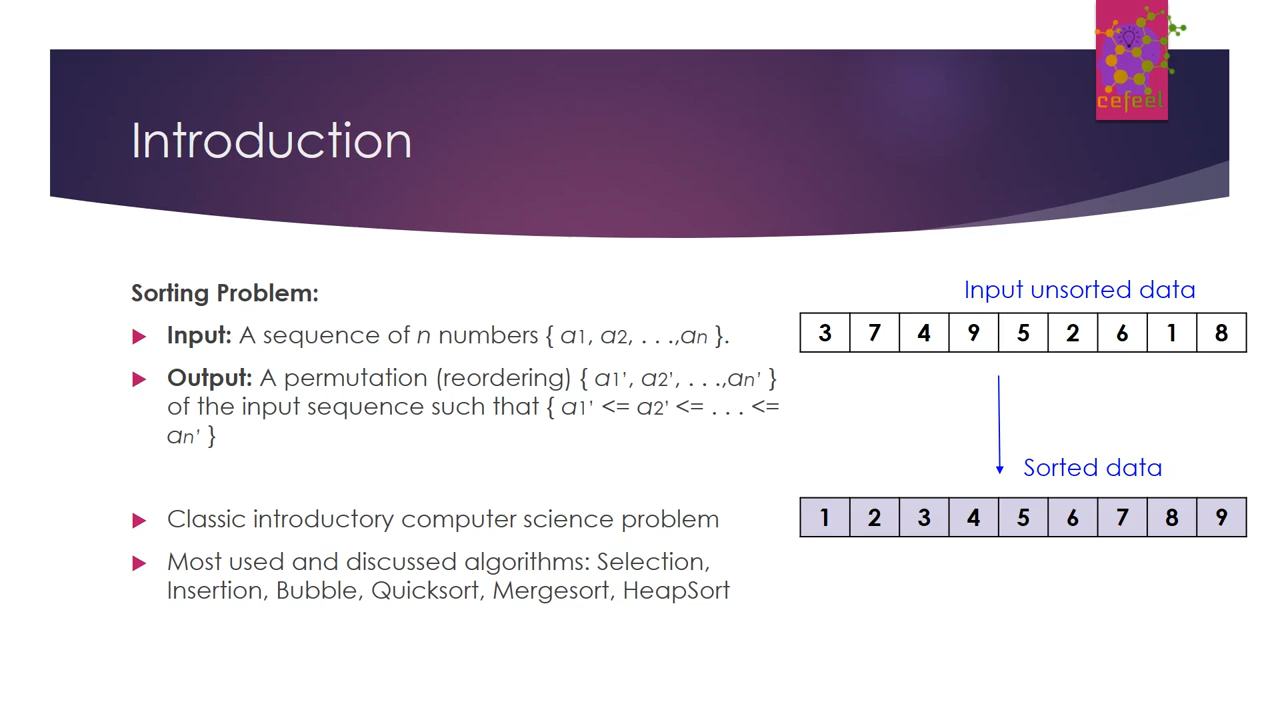 cefeel
Introduction
Sorting Problem:
Input: A sequence of n numbers { a1, a2, . . .,an }.
Output: A permutation (reordering) { a1’, a2’, . . .,an’ }
of the input sequence such that { a1’ <= a2’ <= . . . <=
an’ }
Classic introductory computer science problem
Most used and discussed algorithms: Selection,
Insertion, Bubble, Quicksort, Mergesort, HeapSort
Input unsorted data
3 7 4 9 5 2 6 1 8
Sorted data
1 2 3 4 5 6 7 8 9